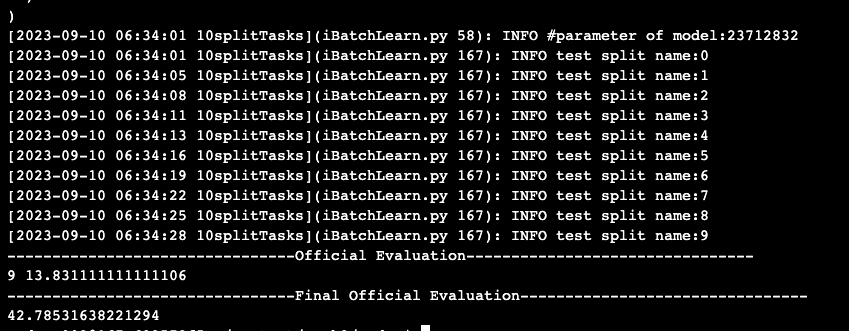 )
[2023-09-10 06:34:01 10splitTasks](iBatchLearn.py 58): INFO #parameter of model:23712832
[2023-09-10 06:34:01 10splitTasks](iBatchLearn.py 167): INFO test split name:0
[2023-09-10 06:34:05 10splitTasks](iBatchLearn.py 167): INFO test split name:1
[2023-09-10 06:34:08 10splitTasks](iBatchLearn.py 167): INFO test split name:2
[2023-09-10 06:34:11 10splitTasks](iBatchLearn.py 167): INFO test split name:3
[2023-09-10 06:34:13 10splitTasks](iBatchLearn.py 167): INFO test split name:4
[2023-09-10 06:34:16 10splitTasks](iBatchLearn.py 167): INFO test split name:5
[2023-09-10 06:34:19 10splitTasks](iBatchLearn.py 167): INFO test split name:6
[2023-09-10 06:34:22 10splitTasks](iBatchLearn.py 167): INFO test split name:7
[2023-09-10 06:34:25 10splitTasks](iBatchLearn.py 167): INFO test split name:8
[2023-09-10 06:34:28 10splitTasks](iBatchLearn.py 167): INFO test split name:9
--------------------------------Official Evaluation--------------------------------
9 13.831111111111106
--------------------------------Final Official Evaluation--------------------------------
42.78531638221294